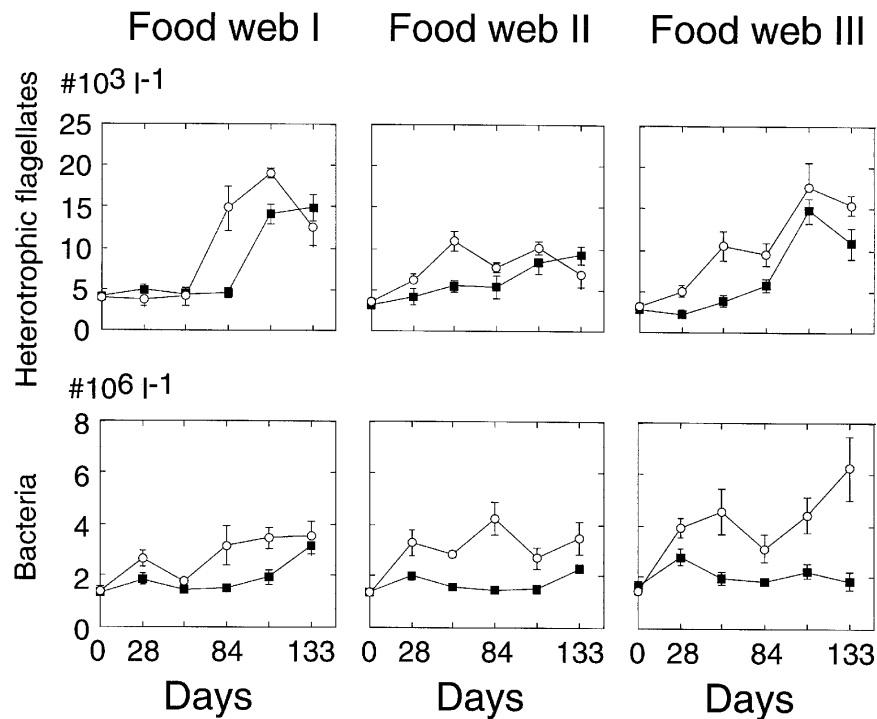 Food web I Food web II Food web III
#10³ l-1
Heterotrophic flagellates
25
20
15
10
5
0
#10⁶ l-1
Bacteria
8
6
4
2
0
0 28 84 133 0 28 84 133 0 28 84 133
Days Days Days